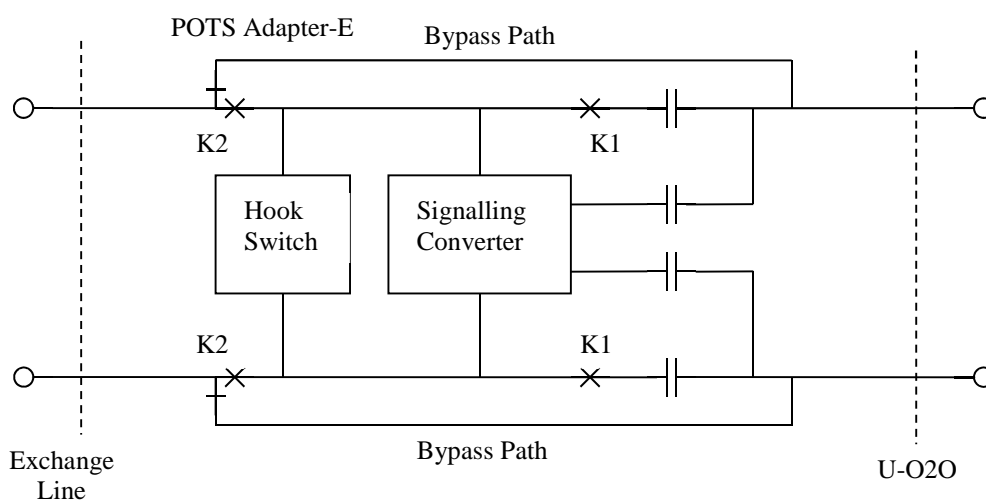 POTS Adapter-E
Bypass Path
K2
K1
Hook
Switch
Signalling
Converter
K2
K1
Bypass Path
Exchange
Line
U-O2O